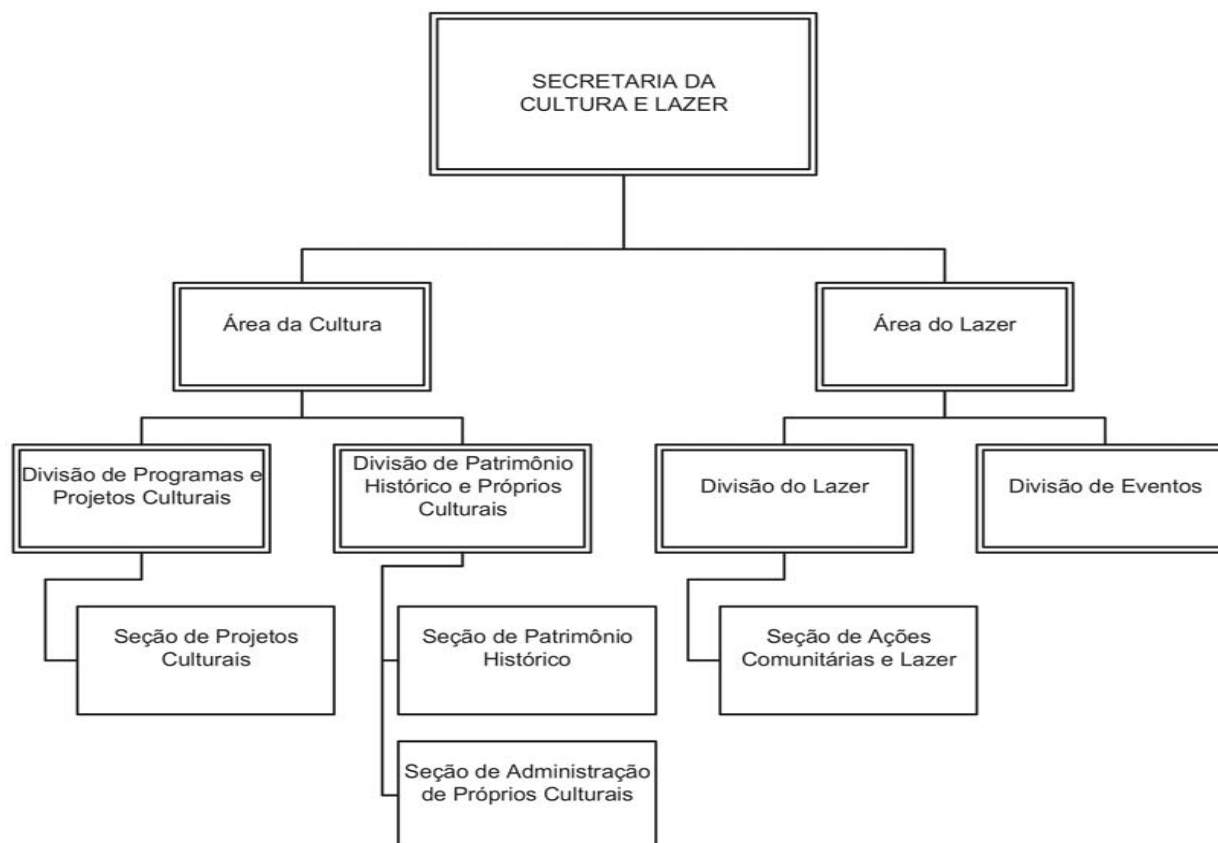 SECRETARIA DA
CULTURA E LAZER
Área da Cultura
Área do Lazer
Divisão de Programas e
Projetos Culturais
Divisão de Patrimônio
Histórico e Próprios
Culturais
Divisão do Lazer
Divisão de Eventos
Seção de Projetos
Culturais
Seção de Patrimônio
Histórico
Seção de Ações
Comunitárias e Lazer
Seção de Administração
de Próprios Culturais